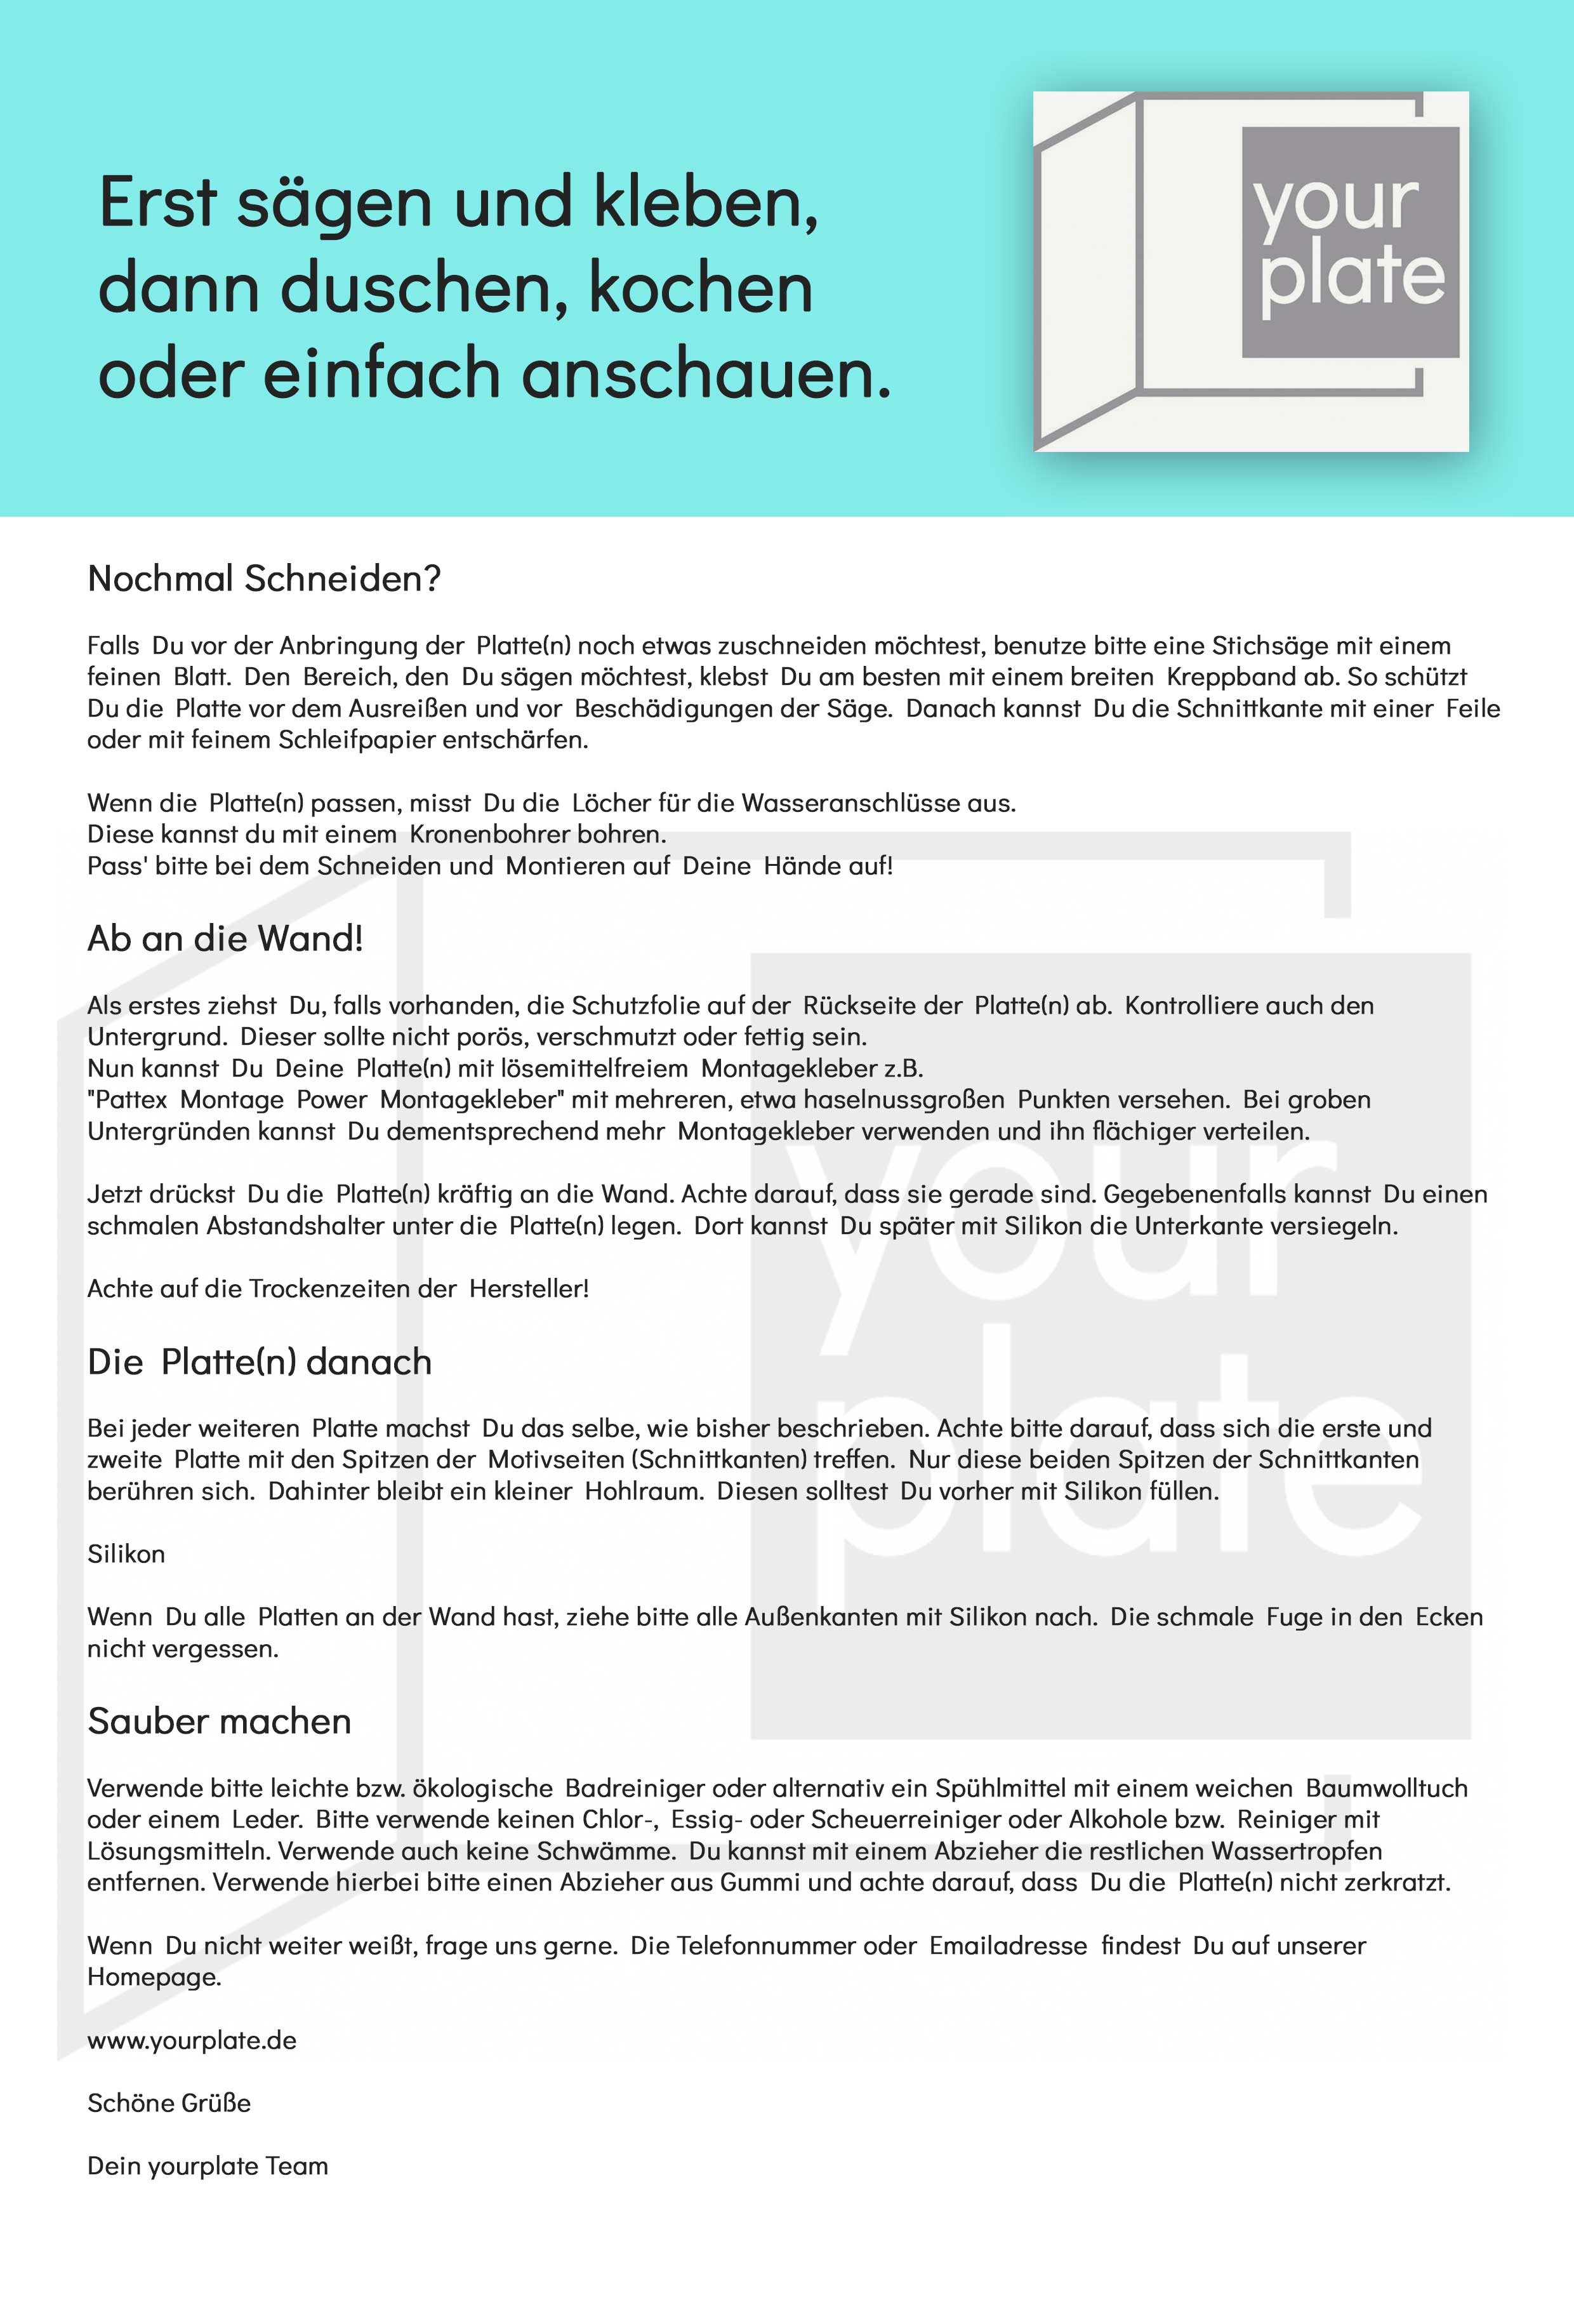 Erst sägen und kleben,
dann duschen, kochen
oder einfach anschauen.
your
plate
Nochmal Schneiden?
Falls Du vor der Anbringung der Platte(n) noch etwas zuschneiden möchtest, benutze bitte eine Stichsäge mit einem
feinen Blatt. Den Bereich, den Du sägen möchtest, klebst Du am besten mit einem breiten Kreppband ab. So schützt
Du die Platte vor dem Ausreißen und vor Beschädigungen der Säge. Danach kannst Du die Schnittkante mit einer Feile
oder mit feinem Schleifpapier entschärfen.
Wenn die Platte(n) passen, misst Du die Löcher für die Wasseranschlüsse aus.
Diese kannst du mit einem Kronenbohrer bohren.
Pass' bitte bei dem Schneiden und Montieren auf Deine Hände auf!
Ab an die Wand!
Als erstes ziehst Du, falls vorhanden, die Schutzfolie auf der Rückseite der Platte(n) ab. Kontrolliere auch den
Untergrund. Dieser sollte nicht porös, verschmutzt oder fettig sein.
Nun kannst Du Deine Platte(n) mit lösemittelfreiem Montagekleber z.B.
"Pattex Montage Power Montagekleber" mit mehreren, etwa haselnussgroßen Punkten versehen. Bei groben
Untergründen kannst Du dementsprechend mehr Montagekleber verwenden und ihn flächiger verteilen.
Jetzt drückst Du die Platte(n) kräftig an die Wand. Achte darauf, dass sie gerade sind. Gegebenenfalls kannst Du einen
schmalen Abstandshalter unter die Platte(n) legen. Dort kannst Du später mit Silikon die Unterkante versiegeln.
Achte auf die Trockenzeiten der Hersteller!
Die Platte(n) danach
Bei jeder weiteren Platte machst Du das selbe, wie bisher beschrieben. Achte bitte darauf, dass sich die erste und
zweite Platte mit den Spitzen der Motivseiten (Schnittkanten) treffen. Nur diese beiden Spitzen der Schnittkanten
berühren sich. Dahinter bleibt ein kleiner Hohlraum. Diesen solltest Du vorher mit Silikon füllen.
Silikon
Wenn Du alle Platten an der Wand hast, ziehe bitte alle Außenkanten mit Silikon nach. Die schmale Fuge in den Ecken
nicht vergessen.
Sauber machen
Verwende bitte leichte bzw. ökologische Badreiniger oder alternativ ein Spühlmittel mit einem weichen Baumwolltuch
oder einem Leder. Bitte verwende keinen Chlor-, Essig- oder Scheuerreiniger oder Alkohole bzw. Reiniger mit
Lösungsmitteln. Verwende auch keine Schwämme. Du kannst mit einem Abzieher die restlichen Wassertropfen
entfernen. Verwende hierbei bitte einen Abzieher aus Gummi und achte darauf, dass Du die Platte(n) nicht zerkratzt.
Wenn Du nicht weiter weißt, frage uns gerne. Die Telefonnummer oder Emailadresse findest Du auf unserer
Homepage.
www.yourplate.de
Schöne Grüße
Dein yourplate Team
your
plate